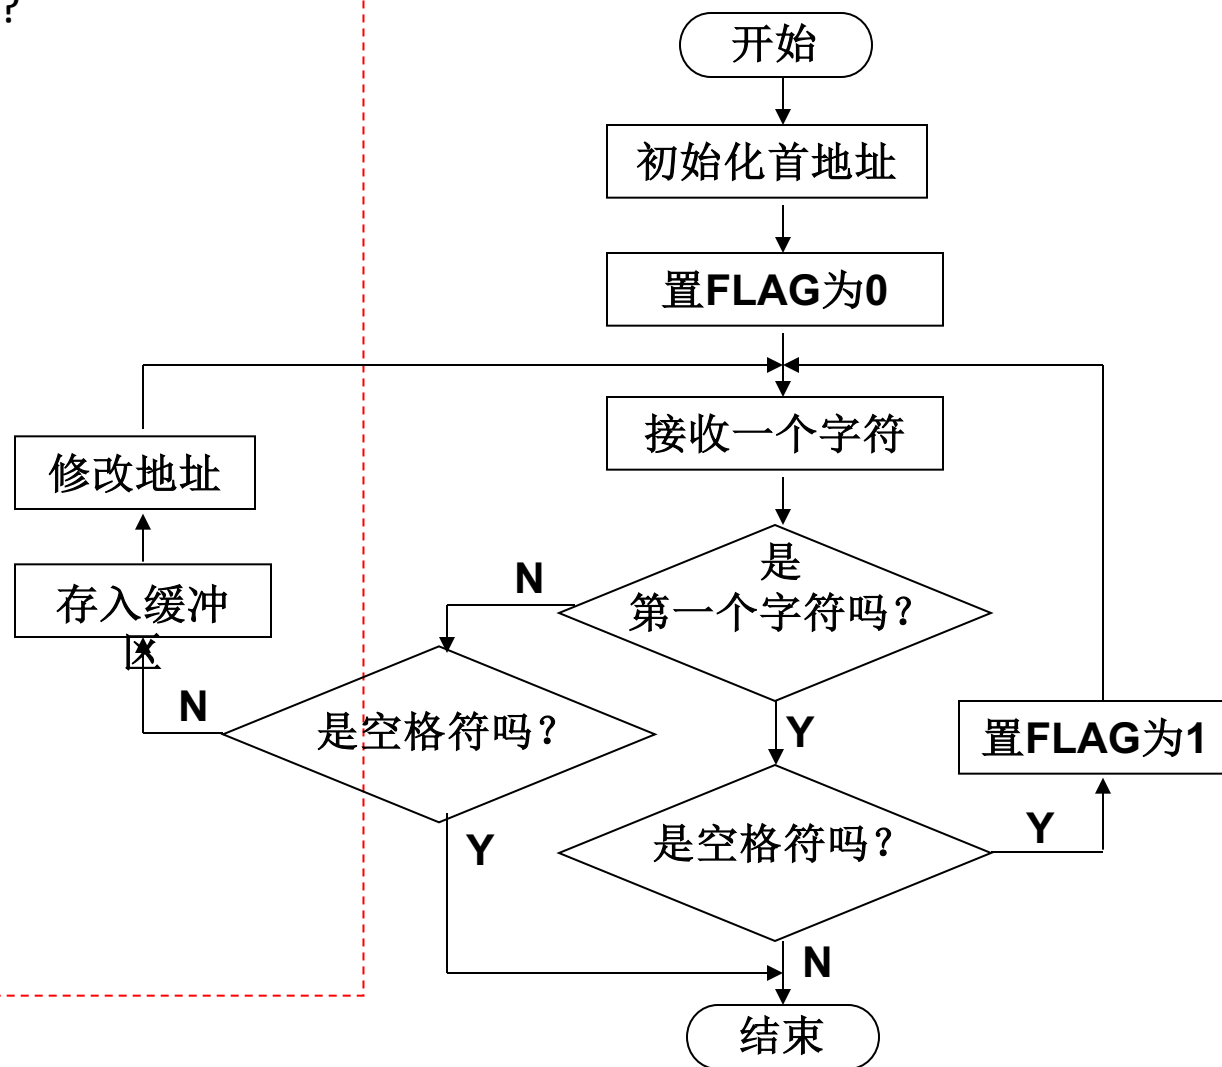 ?
开始
初始化首地址
置FLAG为0
接收一个字符
修改地址
是
第一个字符吗？
N
存入缓冲
区
N
是空格符吗？
Y
置FLAG为1
Y
是空格符吗？
Y
N
结束